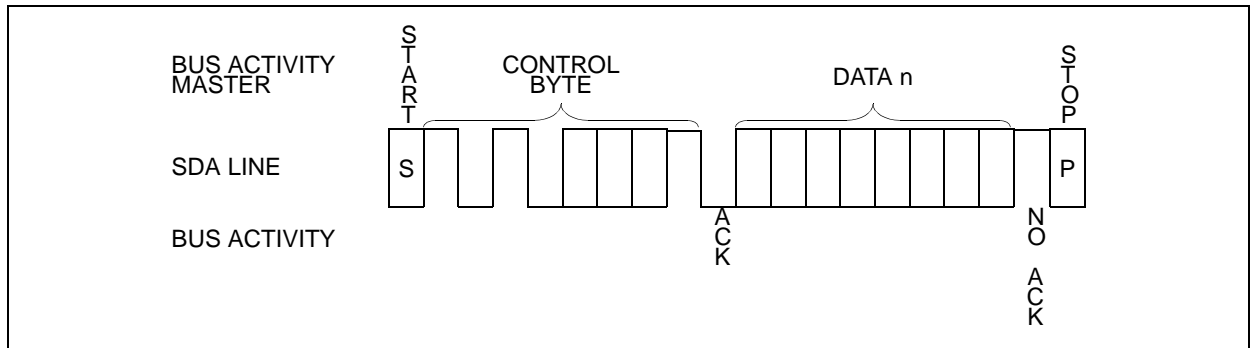 BUS ACTIVITY
MASTER
START
CONTROL
BYTE
DATA n
STOP
SDA LINE
S
P
BUS ACTIVITY
ACK
NO ACK